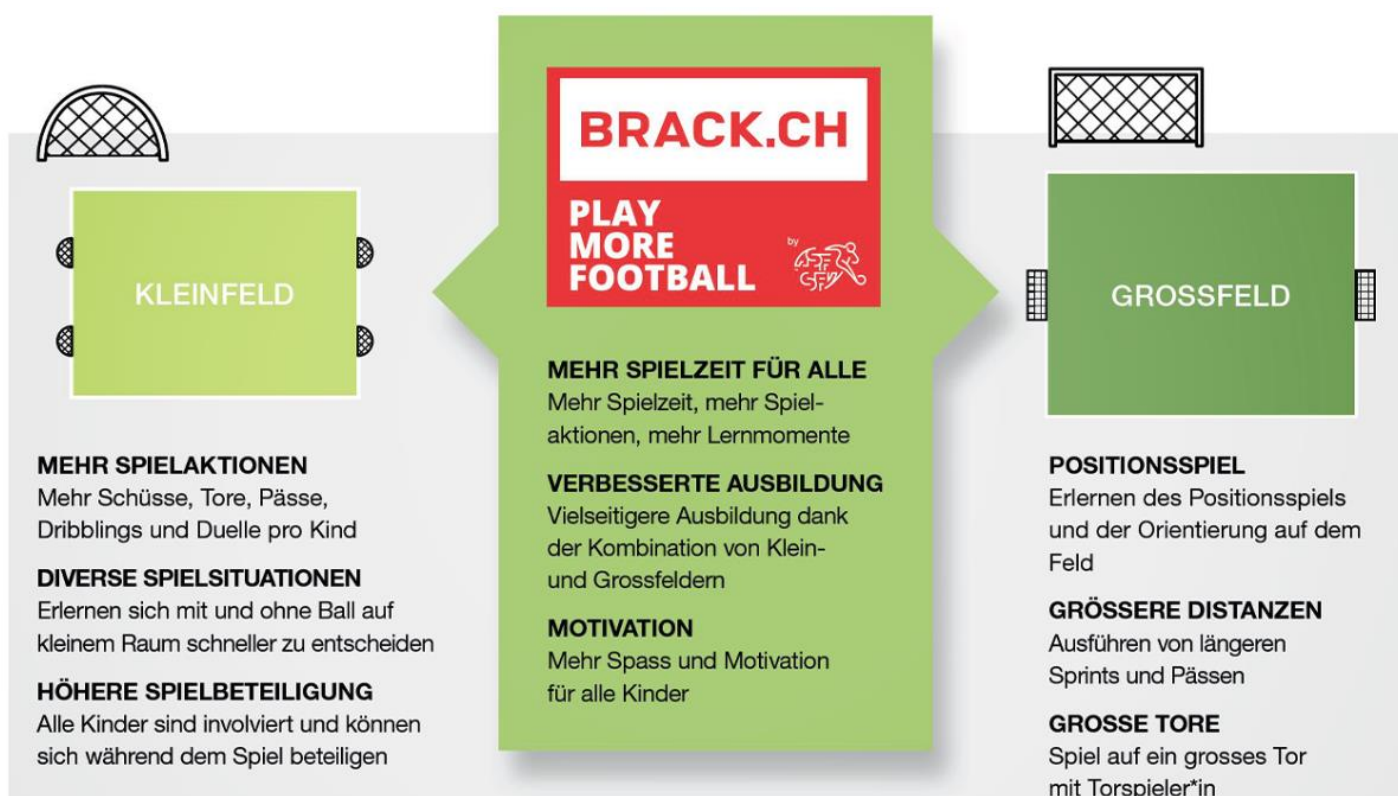 KLEINFELD
MEHR SPIELAKTIONEN
Mehr Schüsse, Tore, Pässe,
Dribblings und Duelle pro Kind
DIVERSE SPIELSITUATIONEN
Erlernen sich mit und ohne Ball auf
kleinem Raum schneller zu entscheiden
HÖHERE SPIELBETEILIGUNG
Alle Kinder sind involviert und können
sich während dem Spiel beteiligen
BRACK.CH
PLAY
MORE
FOOTBALL
by
ASF
SFV
MEHR SPIELZEIT FÜR ALLE
Mehr Spielzeit, mehr Spiel-
aktionen, mehr Lernmomente
VERBESSERTE AUSBILDUNG
Vielseitigere Ausbildung dank
der Kombination von Klein-
und Grossfeldern
MOTIVATION
Mehr Spass und Motivation
für alle Kinder
GROSSFELD
POSITIONSSPIEL
Erlernen des Positionsspiels
und der Orientierung auf dem
Feld
GRÖSSERE DISTANZEN
Ausführen von längeren
Sprints und Pässen
GROSSE TORE
Spiel auf ein grosses Tor
mit Torspieler*in